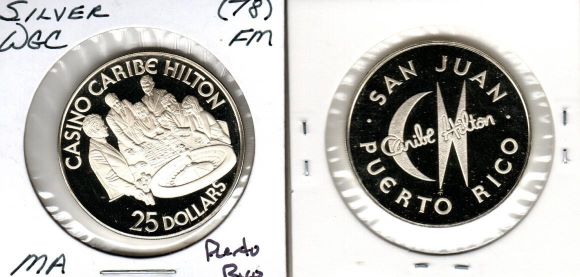 SILVER (78)
WGC FM
CASINO CARIBE HILTON
25 DOLLARS
MA Puerto
Rico
· SAN JUAN ·
Caribe Hilton
PUERTO RICO